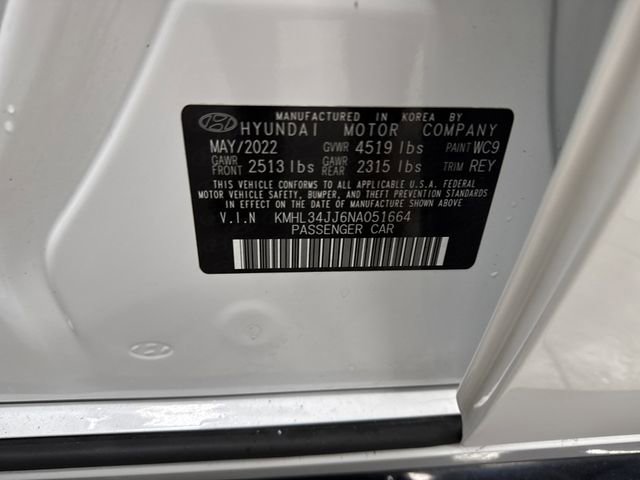 MANUFACTURED IN KOREA BY
HYUNDAI MOTOR COMPANY
MAY/2022 GVWR 4519 lbs PAINT WC9
GAWR FRONT 2513 lbs GAWR REAR 2315 lbs TRIM REY
THIS VEHICLE CONFORMS TO ALL APPLICABLE U.S.A. FEDERAL
MOTOR VEHICLE SAFETY, BUMPER, AND THEFT PREVENTION STANDARDS
IN EFFECT ON THE DATE OF MANUFACTURE SHOWN ABOVE.
V.I.N KMHL34JJ6NA051664
PASSENGER CAR